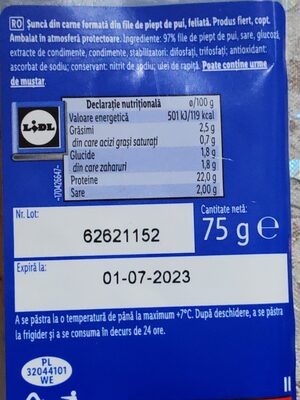 RO Șuncă din carne formată din file de piept de pui, feliată. Produs fiert, copt.
Ambalat în atmosferă protectoare. Ingrediente: 97% file de piept de pui, sare, glucoză,
extracte de condimente, condimente, stabilizatori: difosfați, trifosfați; antioxidant:
ascorbat de sodiu; conservant: nitrit de sodiu; ulei de rapiță. Poate conține urme
de mustar.
LIDL
Declarație nutrițională ø/100 g
Valoare energetică 501 kJ/119 kcal
Grăsimi 2,5 g
din care acizi grași saturați 0,7 g
Glucide 1,8 g
din care zaharuri 1,8 g
Proteine 22,0 g
Sare 2,00 g
~170426647~
Nr. Lot:
62621152
Cantitate netă:
75 g e
Expiră la:
01-07-2023
A se păstra la o temperatură de până la maximum +7°C. După deschidere, a se păstra
la frigider și a se consuma în decurs de 24 ore.
PL
32044101
WE
II